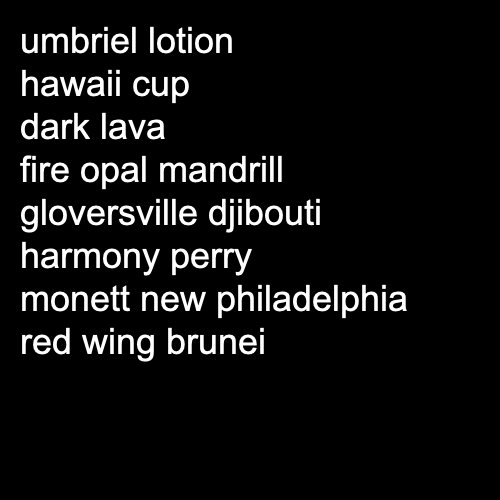 umbriel lotion
hawaii cup
dark lava
fire opal mandrill
gloversville djibouti
harmony perry
monett new philadelphia
red wing brunei